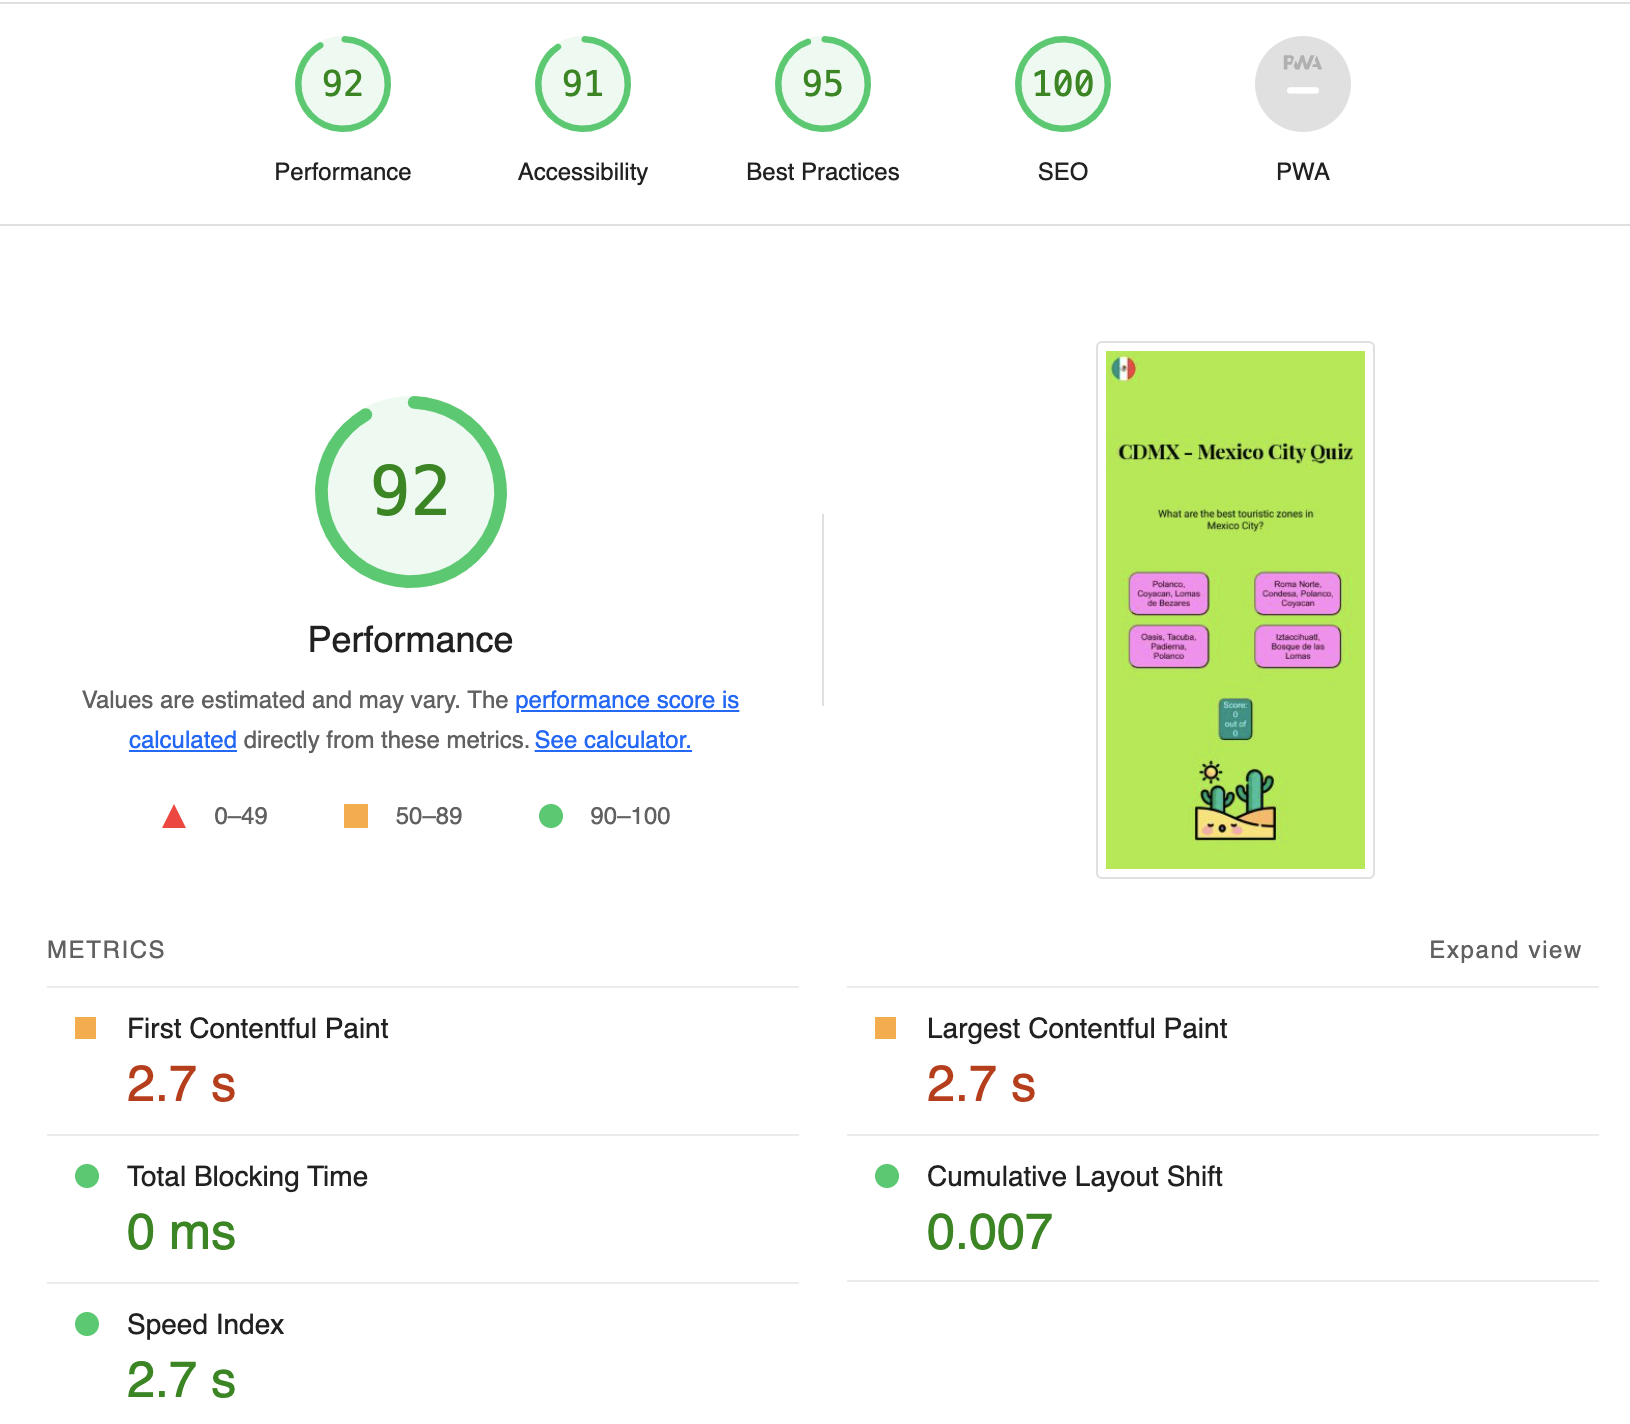 92
91
95
100
PWA
Performance
Accessibility
Best Practices
SEO
PWA
92
Performance
Values are estimated and may vary. The performance score is
calculated directly from these metrics. See calculator.
0–49
50–89
90–100
CDMX - Mexico City Quiz
What are the best touristic zones in
Mexico City?
Polanco,
Coyacan, Lomas
de Bezares
Roma Norte,
Condesa, Polanco,
Coyacan
Oasis, Tacuba,
Padierna,
Polanco
Iztaccihuatl,
Bosque de las
Lomas
Score:
0
out of
0
METRICS
Expand view
First Contentful Paint
2.7 s
Largest Contentful Paint
2.7 s
Total Blocking Time
0 ms
Cumulative Layout Shift
0.007
Speed Index
2.7 s